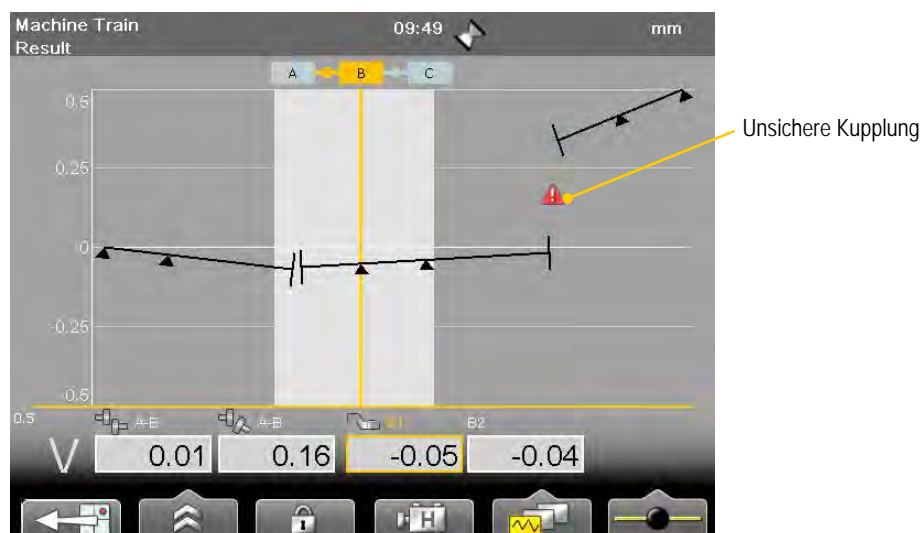 Machine Train
Result
09:49
mm
A B C
0.5
0.25
0
-0.25
-0.5
0.5
A-B
A-B
B1
B2
V 0.01 0.16 -0.05 -0.04
H
Unsichere Kupplung